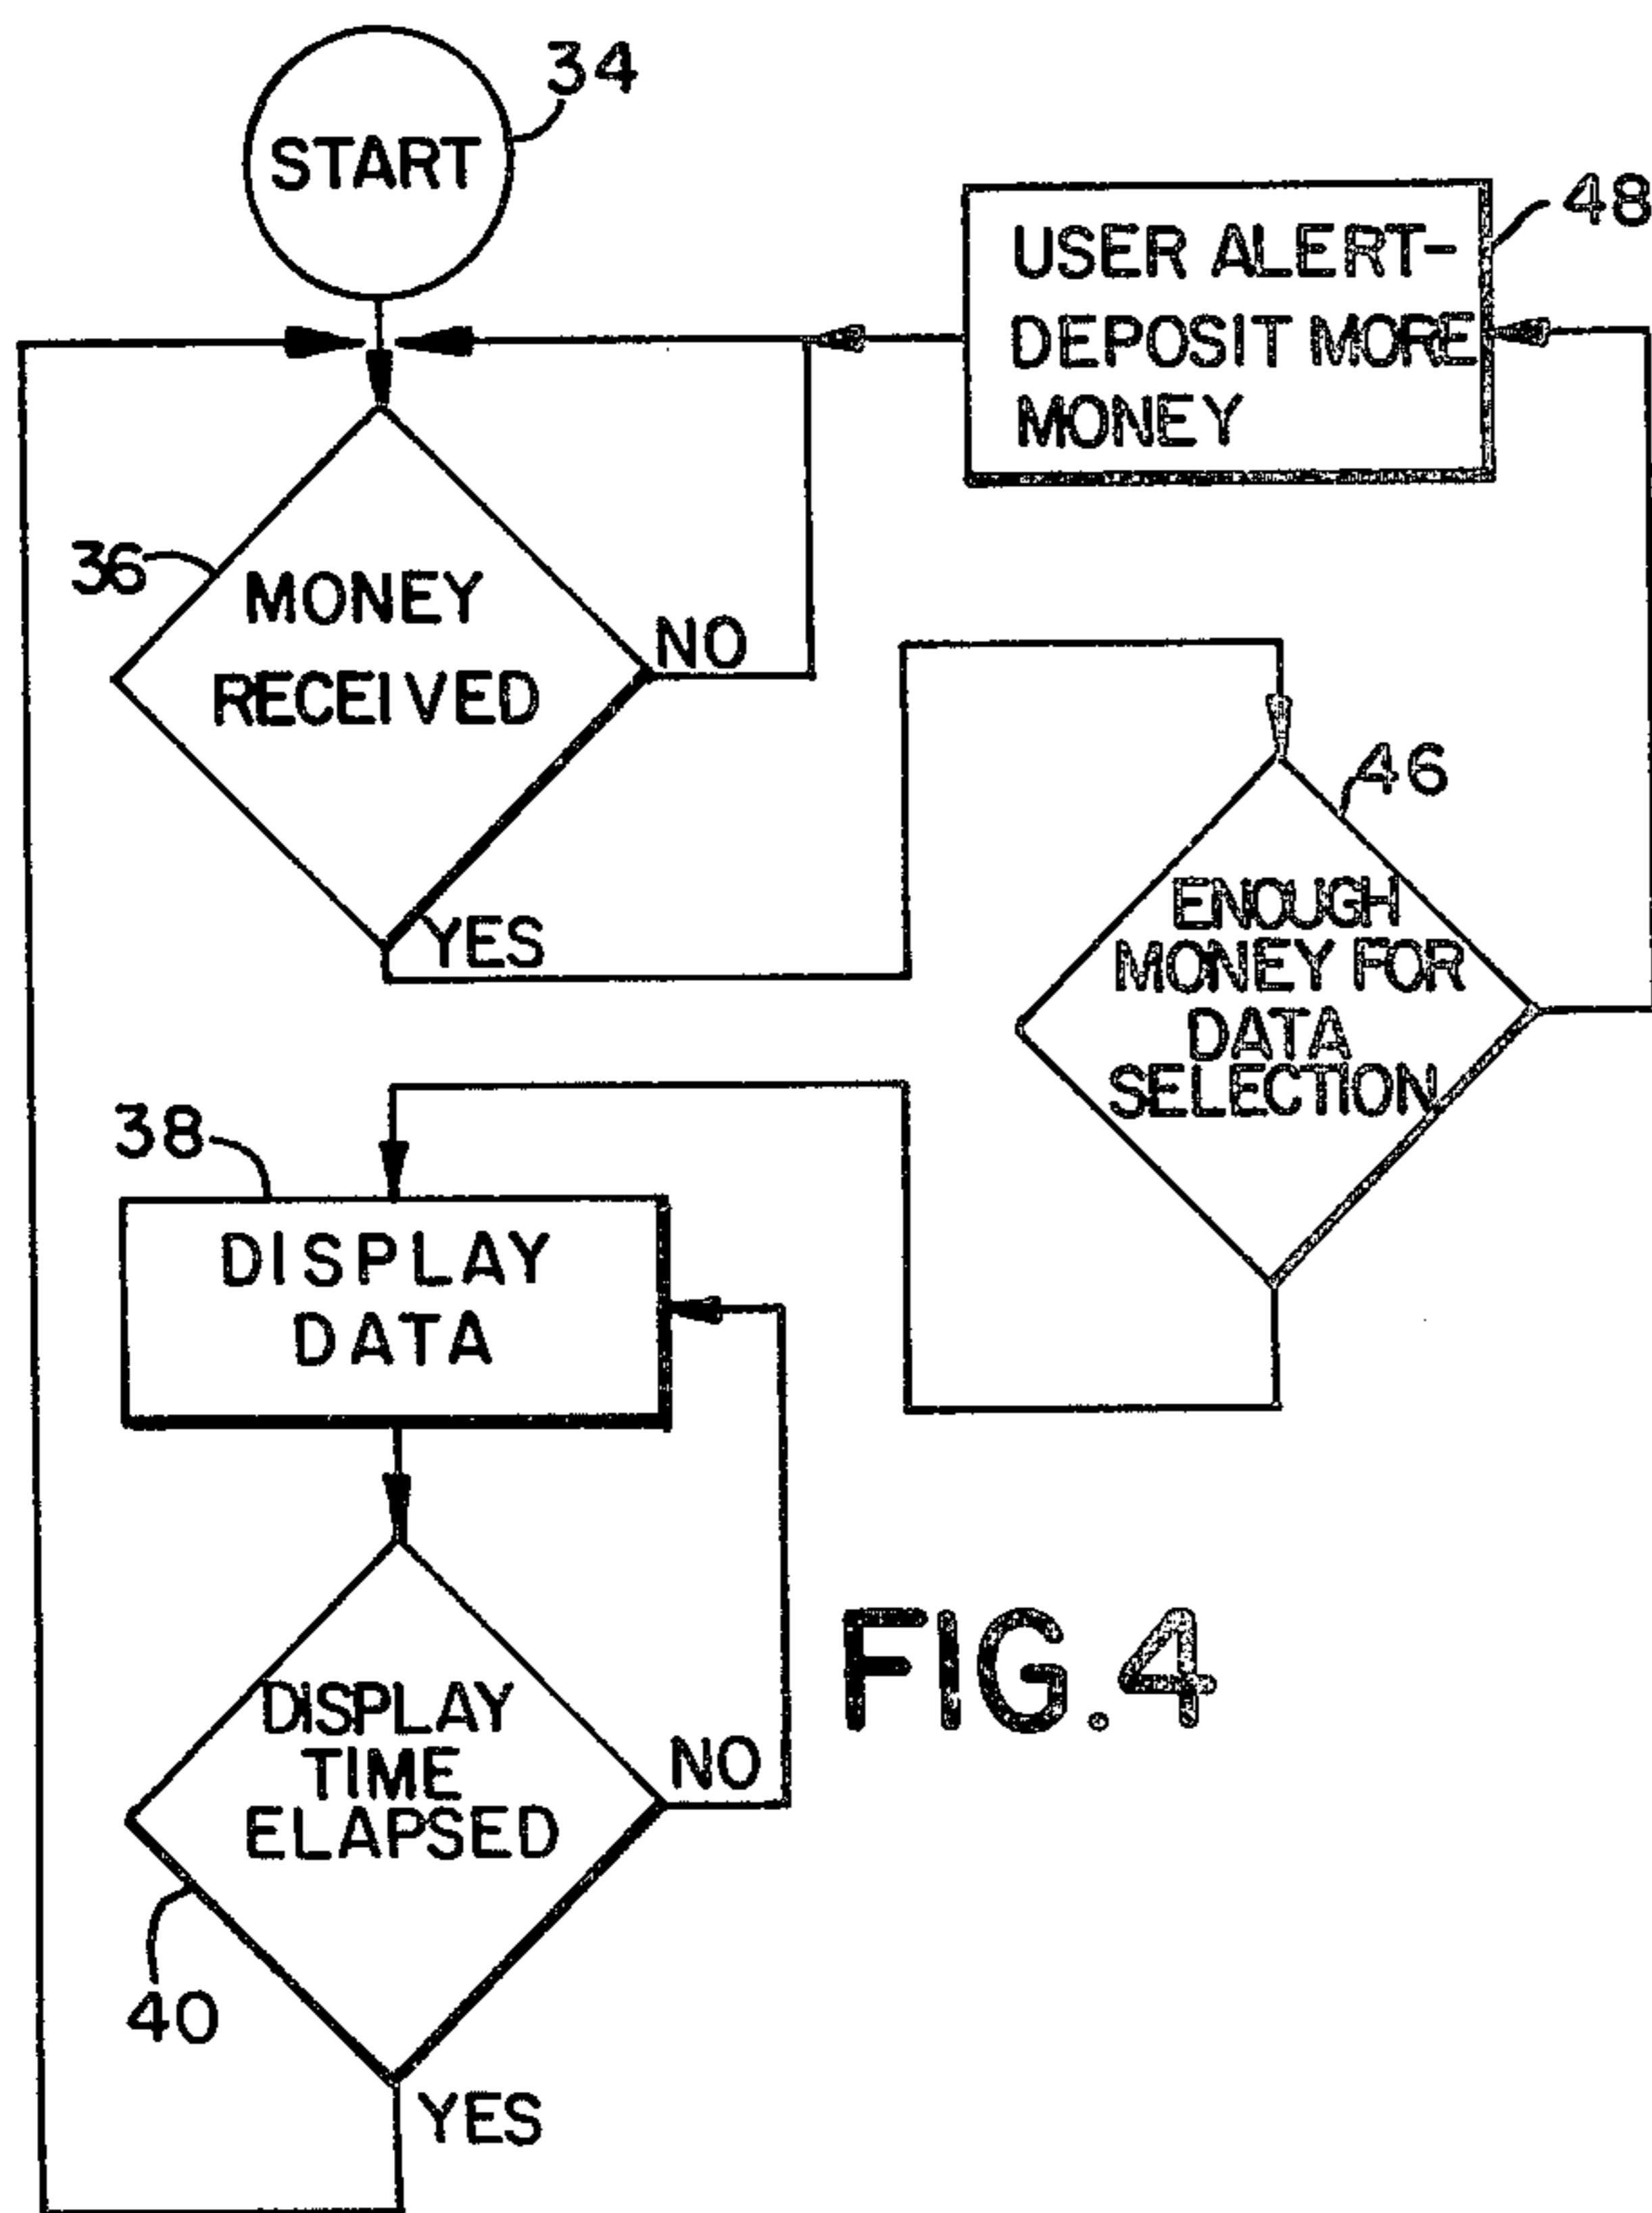 34
START
48
USER ALERT-
DEPOSIT MORE
MONEY
36
MONEY
RECEIVED
NO
YES
46
ENOUGH
MONEY FOR
DATA
SELECTION
38
DISPLAY
DATA
DISPLAY
TIME
ELAPSED
NO
40
YES
FIG.4